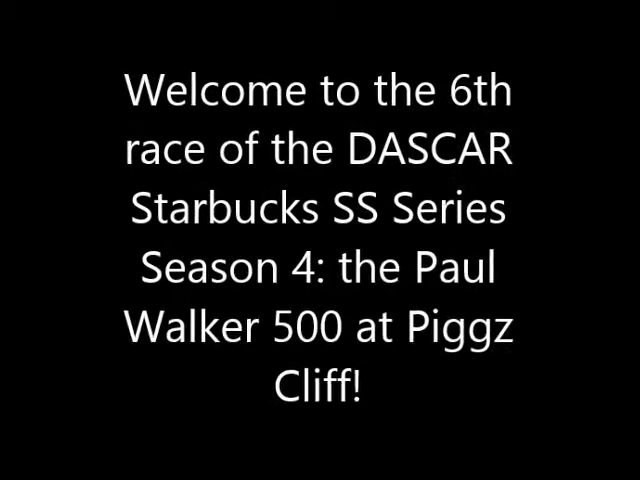 Welcome to the 6th
race of the DASCAR
Starbucks SS Series
Season 4: the Paul
Walker 500 at Piggz
Cliff!